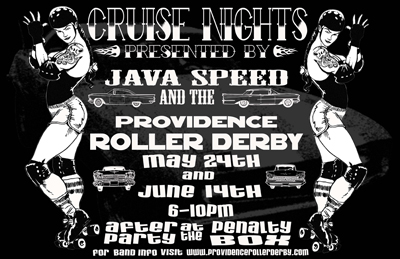 CRUISE NIGHTS
PRESENTED BY
JAVA SPEED
AND THE
PROVIDENCE
ROLLER DERBY
MAY 24TH
AND
JUNE 14TH
6-10PM
AFTER PARTY AT THE PENALTY BOX
FOR BAND INFO VISIT WWW.PROVIDENCEROLLERDERBY.COM